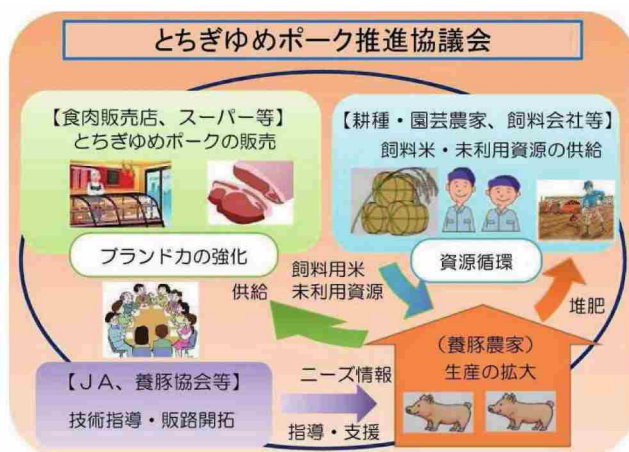 とちぎゆめポーク推進協議会
【食肉販売店、スーパー等】
とちぎゆめポークの販売
【耕種・園芸農家、飼料会社等】
飼料米・未利用資源の供給
ブランド力の強化
資源循環
飼料用米
未利用資源
供給
堆肥
(養豚農家)
生産の拡大
【JA、養豚協会等】
技術指導・販路開拓
ニーズ情報
指導・支援